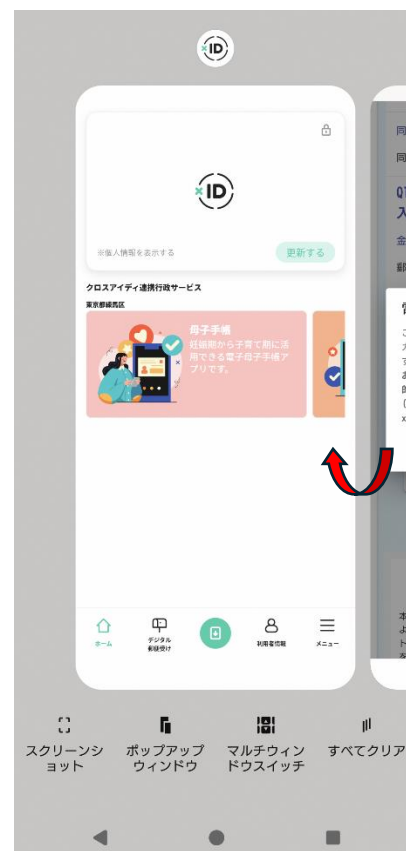 ×ID
×ID
※個人情報を表示する
更新する
クロスアイディ連携行政サービス
東京都練馬区
母子手帳
妊娠期から子育て期に活
用できる電子母子手帳ア
プリです。
ホーム
デジタル
郵便受け
利用者情報
メニュー
スクリーンシ
ョット
ポップアップ
ウィンドウ
マルチウィン
ドウスイッチ
すべてクリア